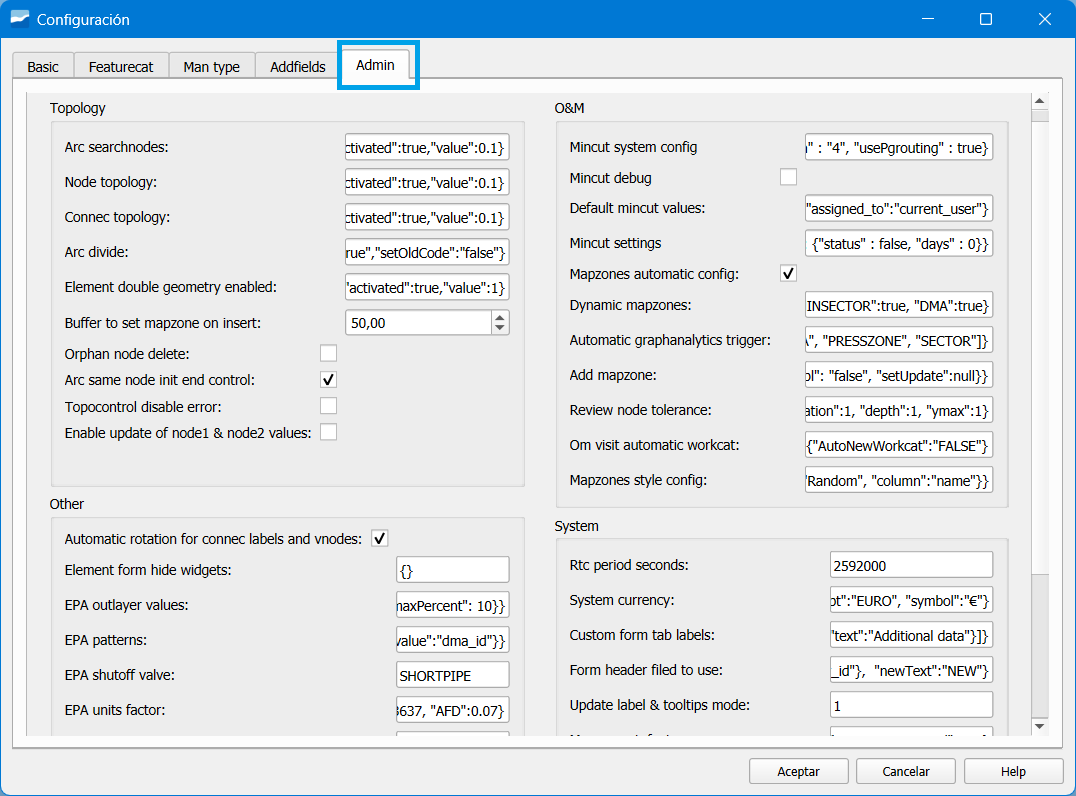 Configuración
Basic
Featurecat
Man type
Addfields
Admin
Topology
Arc searchnodes:
ctivated":true,"value":0.1}
Node topology:
ctivated":true,"value":0.1}
Connec topology:
ctivated":true,"value":0.1}
Arc divide:
rue","setOldCode":"false"}
Element double geometry enabled:
"activated":true,"value":1}
Buffer to set mapzone on insert:
50,00
Orphan node delete:
Arc same node init end control:
Topocontrol disable error:
Enable update of node1 & node2 values:
Other
Automatic rotation for connec labels and vnodes:
Element form hide widgets:
{}
EPA outlayer values:
maxPercent": 10}}
EPA patterns:
value":"dma_id"}}
EPA shutoff valve:
SHORTPIPE
EPA units factor:
3637, "AFD":0.07}
O&M
Mincut system config
" : "4", "usePgrouting" : true}
Mincut debug
Default mincut values:
"assigned_to":"current_user"}
Mincut settings
{"status" : false, "days" : 0}}
Mapzones automatic config:
Dynamic mapzones:
INSECTOR":true, "DMA":true}
Automatic graphanalytics trigger:
", "PRESSZONE", "SECTOR"]}
Add mapzone:
ol": "false", "setUpdate":null}}
Review node tolerance:
ation":1, "depth":1, "ymax":1}
Om visit automatic workcat:
{"AutoNewWorkcat":"FALSE"}
Mapzones style config:
"Random", "column":"name"}}
System
Rtc period seconds:
2592000
System currency:
pt":"EURO", "symbol":"€"}
Custom form tab labels:
"text":"Additional data"}]}
Form header filed to use:
_id"}, "newText":"NEW"}
Update label & tooltips mode:
1
Aceptar
Cancelar
Help